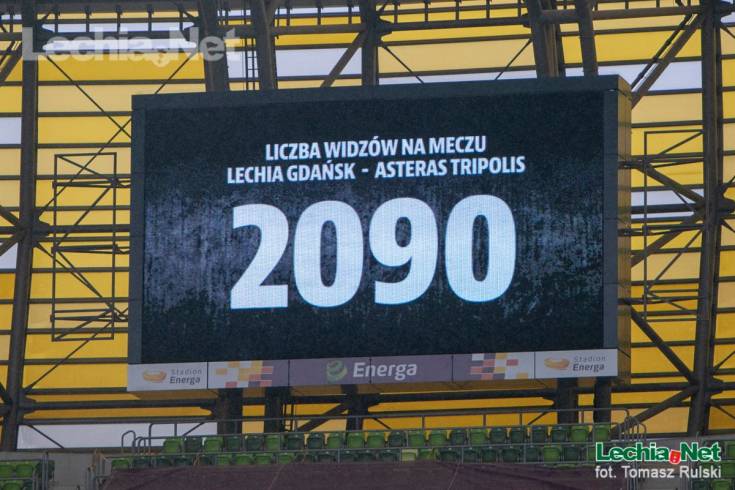 Lechia.Net
LICZBA WIDZÓW NA MECZU
LECHIA GDAŃSK - ASTERAS TRIPOLIS
2090
Stadion Energa
Energa
Stadion Energa
Lechia.Net
fot. Tomasz Rulski